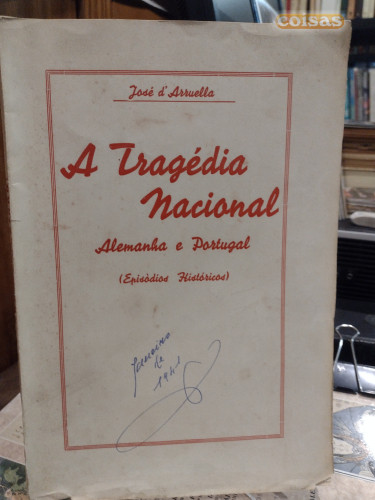 coisas
José d'Arruella
A Tragédia
Nacional
Alemanha e Portugal
(Episódios Históricos)
Janeiro
de
1941